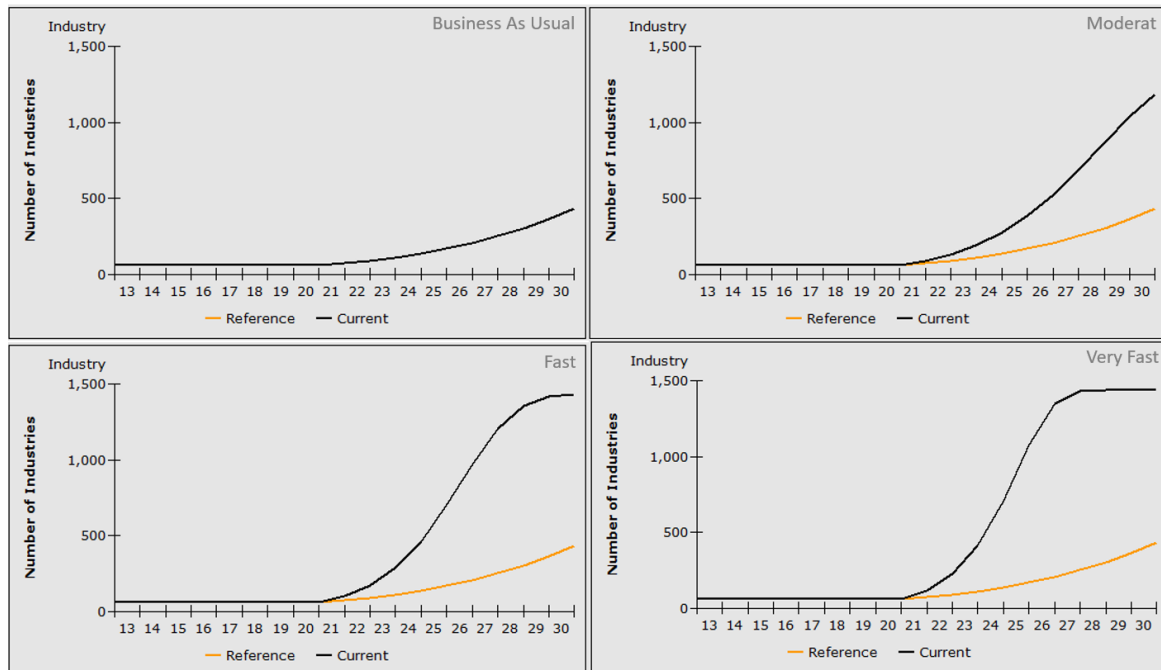 Industry
Business As Usual
Number of Industries
1,500
1,000
500
0
13 14 15 16 17 18 19 20 21 22 23 24 25 26 27 28 29 30
Reference Current
Industry
Moderat
Number of Industries
1,500
1,000
500
0
13 14 15 16 17 18 19 20 21 22 23 24 25 26 27 28 29 30
Reference Current
Industry
Fast
Number of Industries
1,500
1,000
500
0
13 14 15 16 17 18 19 20 21 22 23 24 25 26 27 28 29 30
Reference Current
Industry
Very Fast
Number of Industries
1,500
1,000
500
0
13 14 15 16 17 18 19 20 21 22 23 24 25 26 27 28 29 30
Reference Current